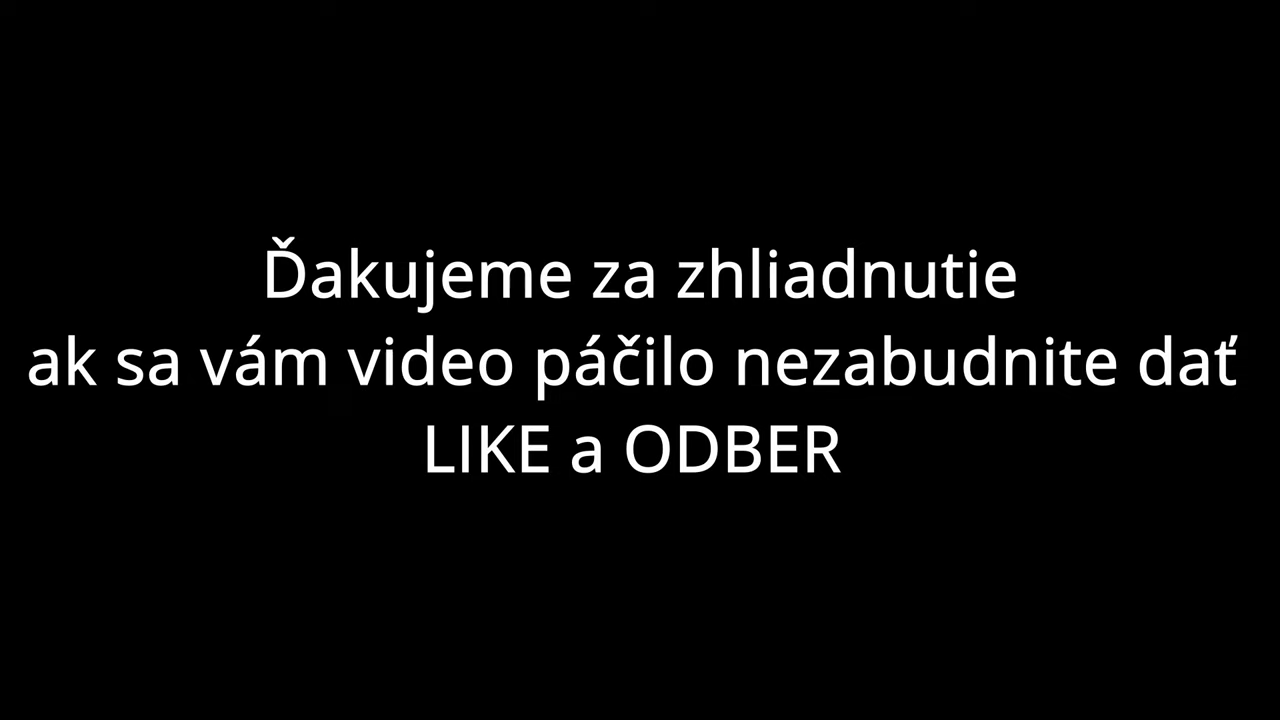 Ďakujeme za zhliadnutie
ak sa vám video páčilo nezabudnite dať
LIKE a ODBER